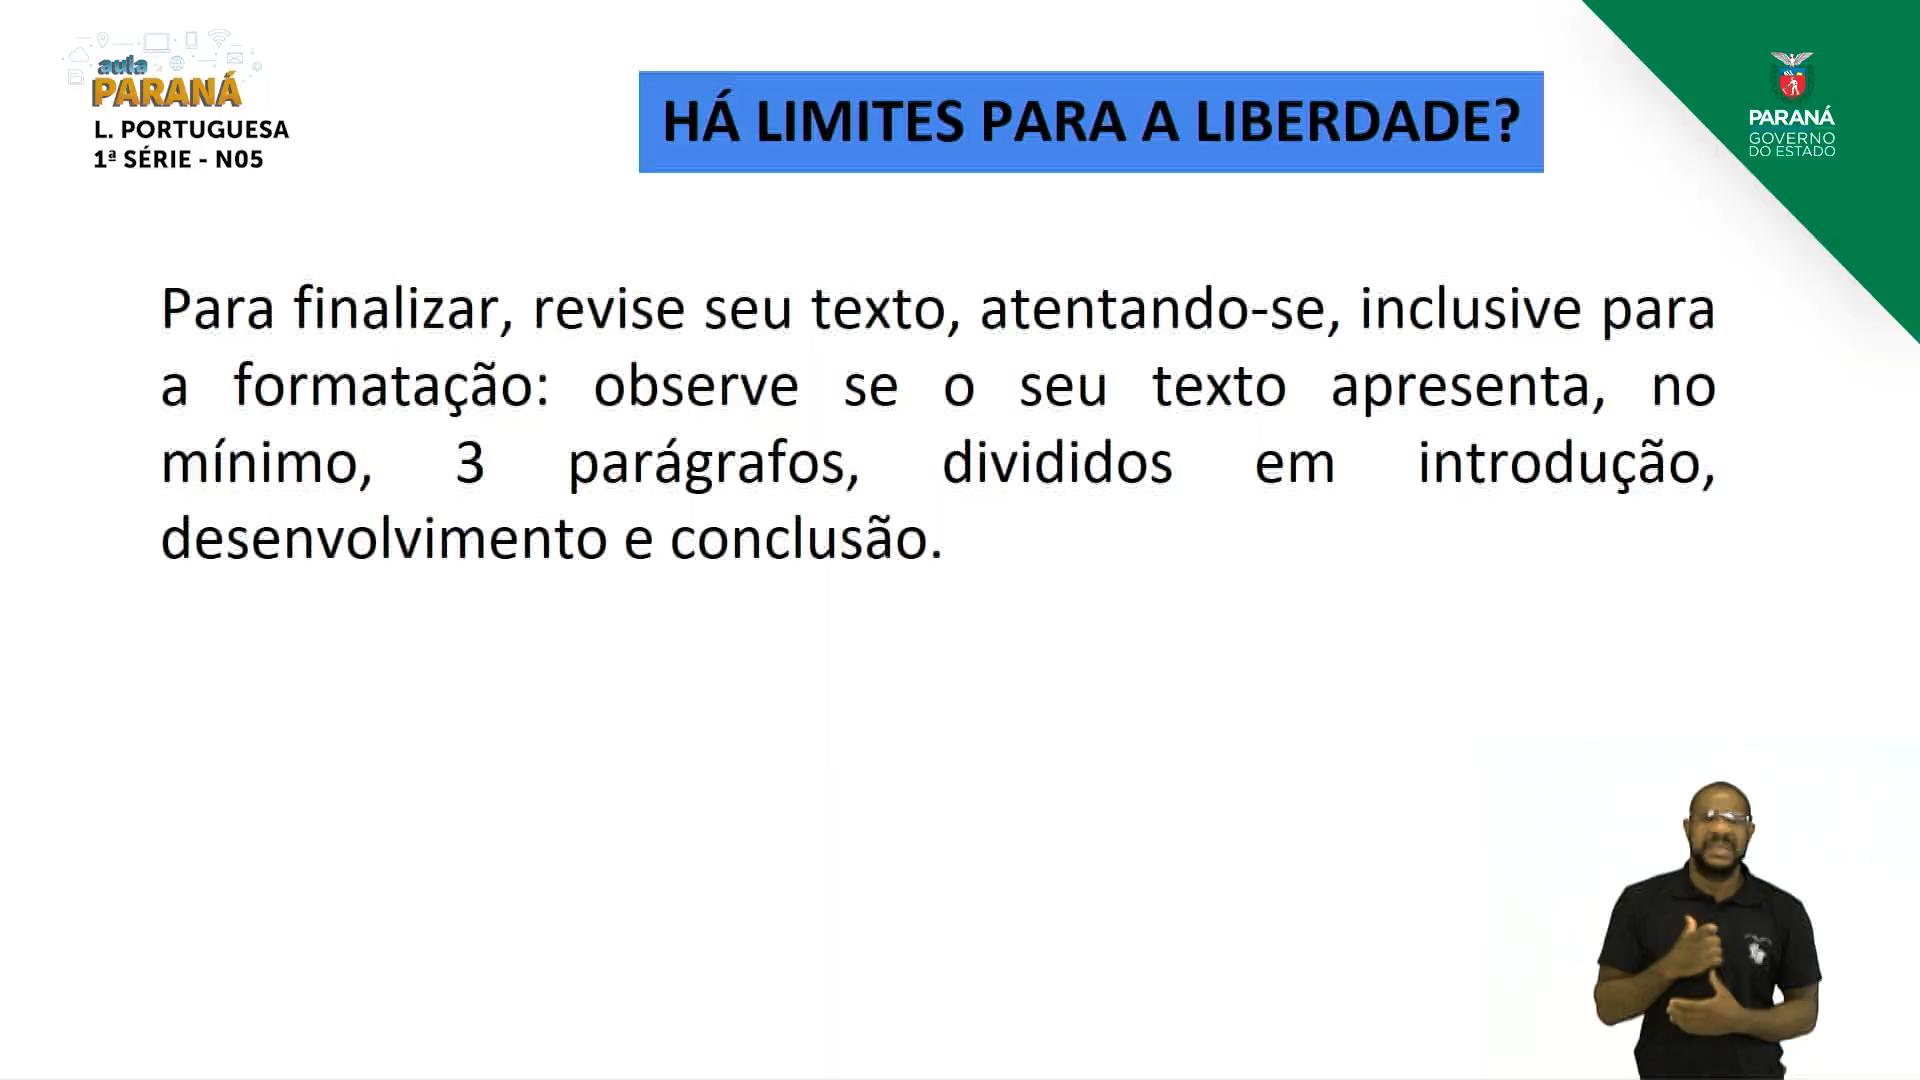 aula
PARANÁ
L. PORTUGUESA
1ª SÉRIE - N05
HÁ LIMITES PARA A LIBERDADE?
PARANÁ
GOVERNO
DO ESTADO
Para finalizar, revise seu texto, atentando-se, inclusive para
a formatação: observe se o seu texto apresenta, no
mínimo, 3 parágrafos, divididos em introdução,
desenvolvimento e conclusão.